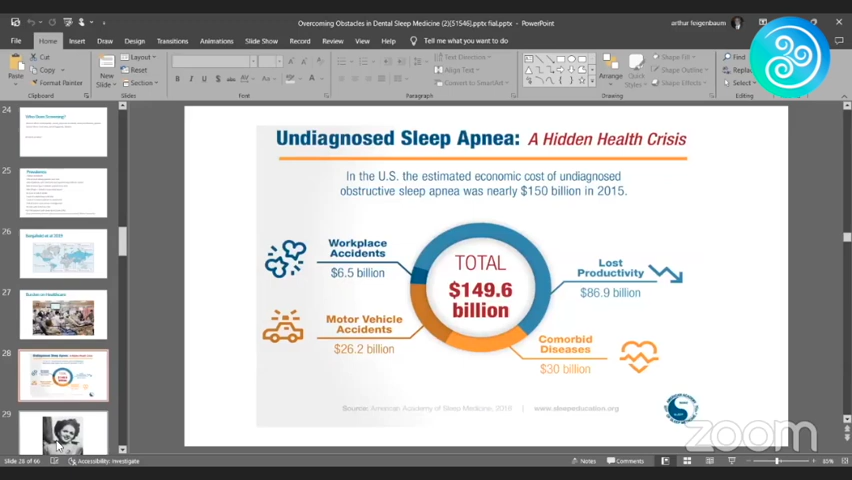 Overcoming Obstacles in Dental Sleep Medicine (2)[51546].pptx fial.pptx - PowerPoint
arthur feigenbaum
File Home Insert Draw Design Transitions Animations Slide Show Record Review View Help Tell me what you want to do
Paste
Cut
Copy
Format Painter
New
Slide
Layout
Reset
Section
Text Direction
Align Text
Convert to SmartArt
Arrange
Quick
Styles
Shape Fill
Shape Outline
Shape Effects
Find
Replace
Select
Clipboard Slides Font Paragraph Drawing Editing
24
25
Prevalence
26
27
Burden on Healthcare
28
29
Undiagnosed Sleep Apnea: A Hidden Health Crisis
In the U.S. the estimated economic cost of undiagnosed
obstructive sleep apnea was nearly $150 billion in 2015.
Workplace
Accidents
$6.5 billion
Motor Vehicle
Accidents
$26.2 billion
TOTAL
$149.6
billion
Lost
Productivity
$86.9 billion
Comorbid
Diseases
$30 billion
Source: American Academy of Sleep Medicine, 2016 | www.sleepeducation.org
zoom
Slide 28 of 66 Accessibility: Investigate Notes Comments 85%